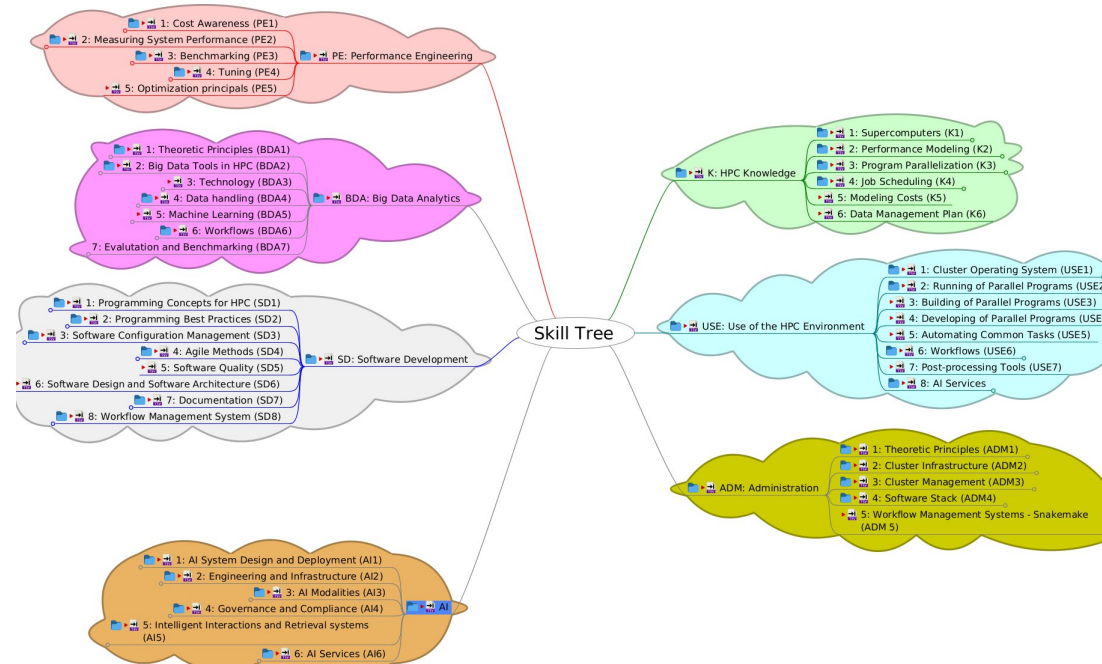 1: Cost Awareness (PE1)
2: Measuring System Performance (PE2)
3: Benchmarking (PE3)
4: Tuning (PE4)
5: Optimization principals (PE5)
PE: Performance Engineering
1: Theoretic Principles (BDA1)
2: Big Data Tools in HPC (BDA2)
3: Technology (BDA3)
4: Data handling (BDA4)
5: Machine Learning (BDA5)
6: Workflows (BDA6)
7: Evalutation and Benchmarking (BDA7)
BDA: Big Data Analytics
1: Programming Concepts for HPC (SD1)
2: Programming Best Practices (SD2)
3: Software Configuration Management (SD3)
4: Agile Methods (SD4)
5: Software Quality (SD5)
6: Software Design and Software Architecture (SD6)
7: Documentation (SD7)
8: Workflow Management System (SD8)
SD: Software Development
1: AI System Design and Deployment (AI1)
2: Engineering and Infrastructure (AI2)
3: AI Modalities (AI3)
4: Governance and Compliance (AI4)
5: Intelligent Interactions and Retrieval systems
(AI5)
6: AI Services (AI6)
AI
Skill Tree
K: HPC Knowledge
1: Supercomputers (K1)
2: Performance Modeling (K2)
3: Program Parallelization (K3)
4: Job Scheduling (K4)
5: Modeling Costs (K5)
6: Data Management Plan (K6)
USE: Use of the HPC Environment
1: Cluster Operating System (USE1)
2: Running of Parallel Programs (USE2
3: Building of Parallel Programs (USE3)
4: Developing of Parallel Programs (USE
5: Automating Common Tasks (USE5)
6: Workflows (USE6)
7: Post-processing Tools (USE7)
8: AI Services
ADM: Administration
1: Theoretic Principles (ADM1)
2: Cluster Infrastructure (ADM2)
3: Cluster Management (ADM3)
4: Software Stack (ADM4)
5: Workflow Management Systems - Snakemake
(ADM 5)